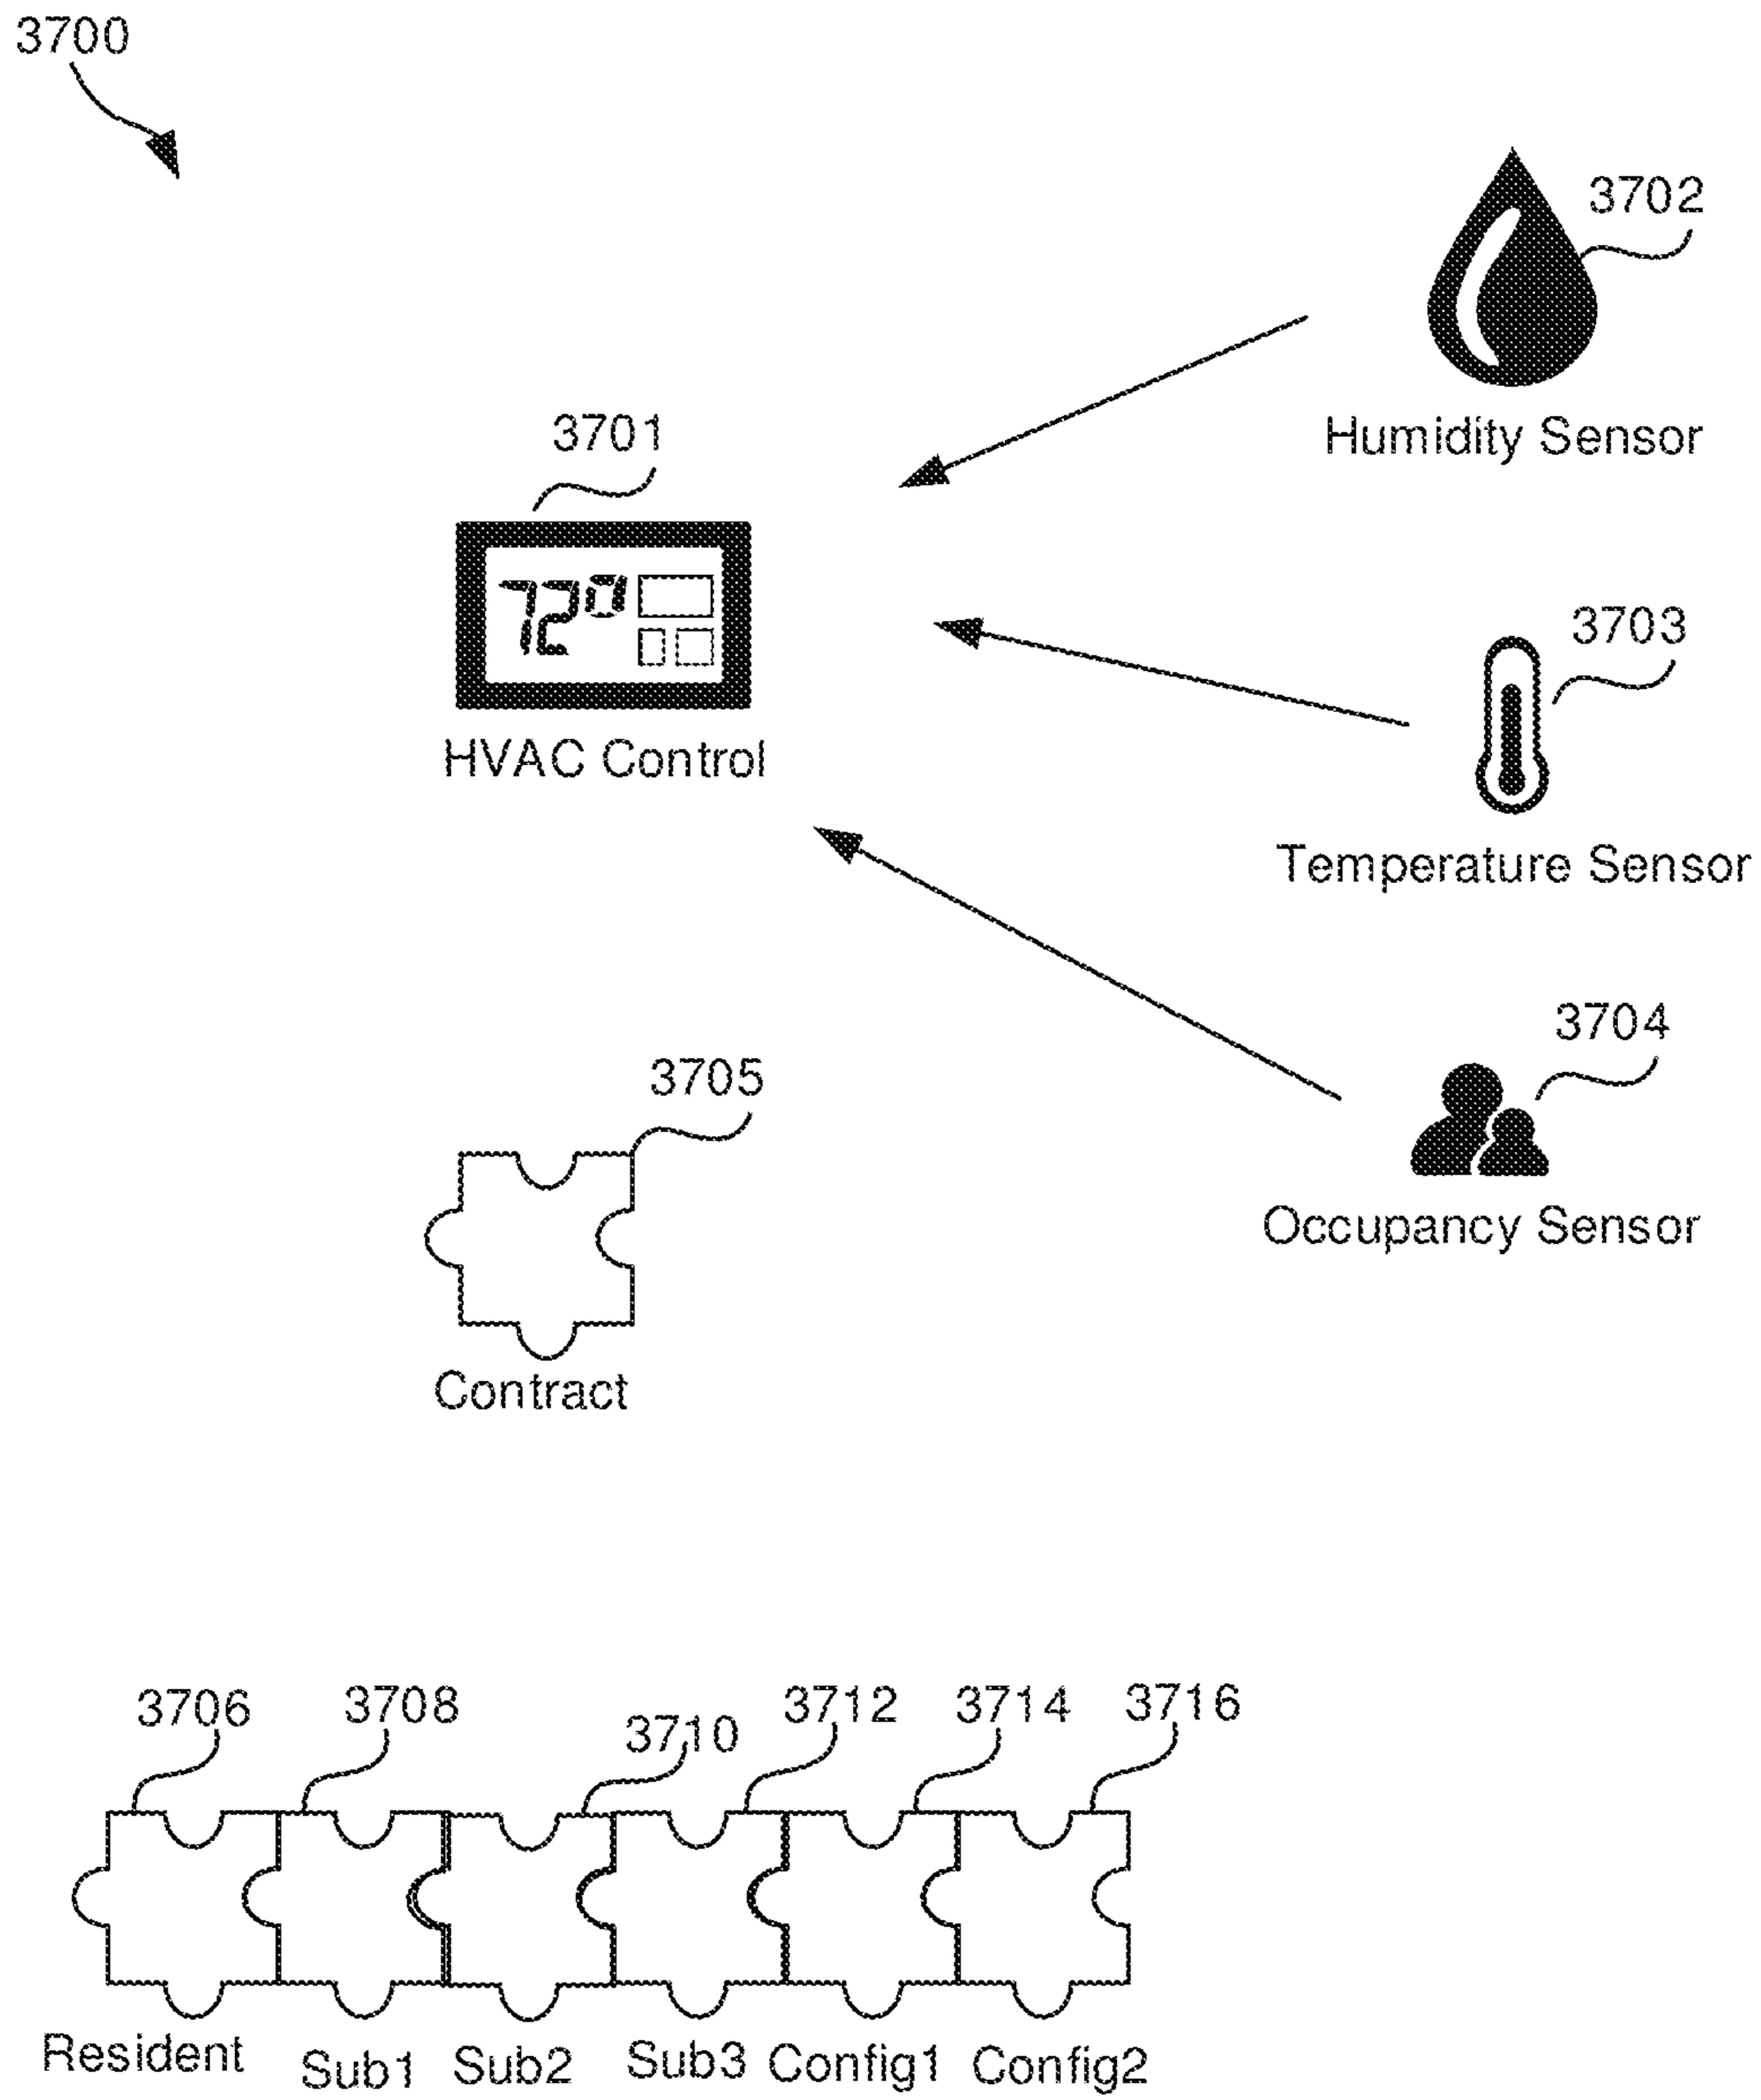 3700
3702
Humidity Sensor
3701
72°
HVAC Control
3703
Temperature Sensor
3704
Occupancy Sensor
3705
Contract
3706
3708
3710
3712
3714
3716
Resident
Sub1
Sub2
Sub3
Config1
Config2